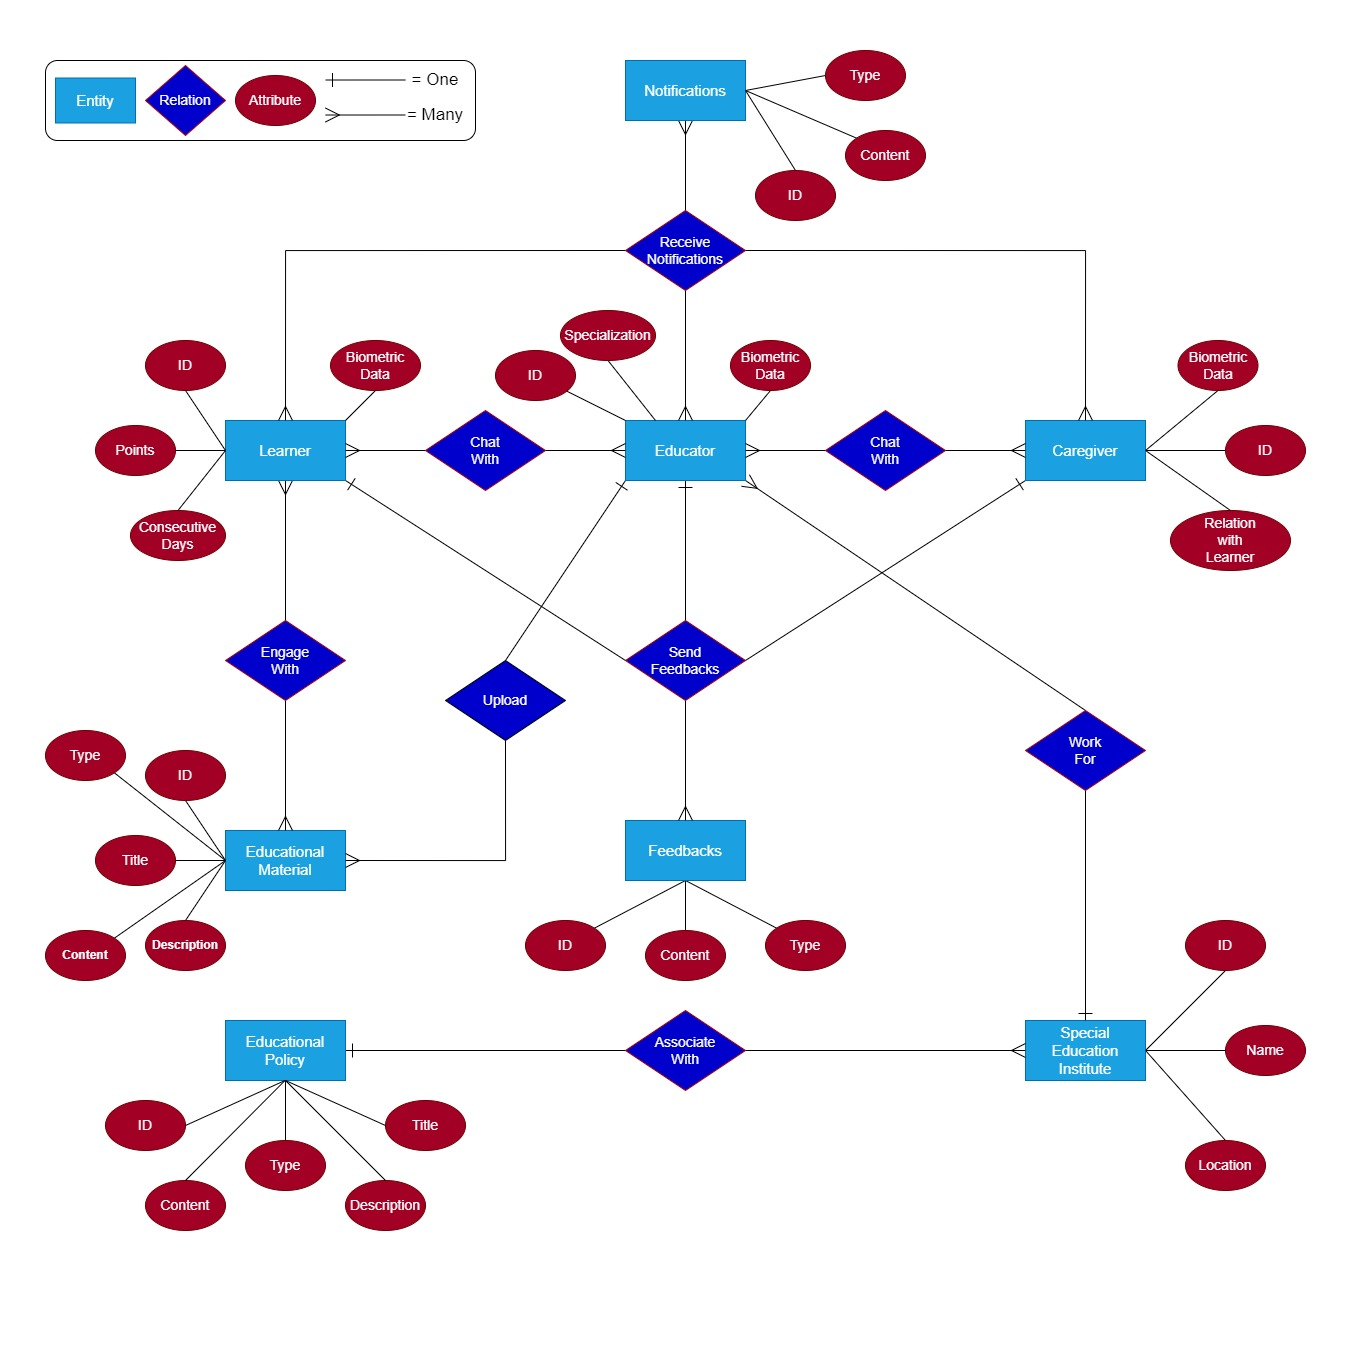 Entity
Relation
Attribute
= One
= Many
Notifications
Type
Content
ID
Receive
Notifications
ID
Points
Consecutive
Days
Biometric
Data
Learner
Chat
With
ID
Specialization
Biometric
Data
Educator
Chat
With
Caregiver
Biometric
Data
ID
Relation
with
Learner
Engage
With
Upload
Send
Feedbacks
Work
For
Type
ID
Title
Content
Description
Educational
Material
Feedbacks
ID
Content
Type
Educational
Policy
Associate
With
Special
Education
Institute
ID
Name
Location
ID
Content
Type
Description
Title